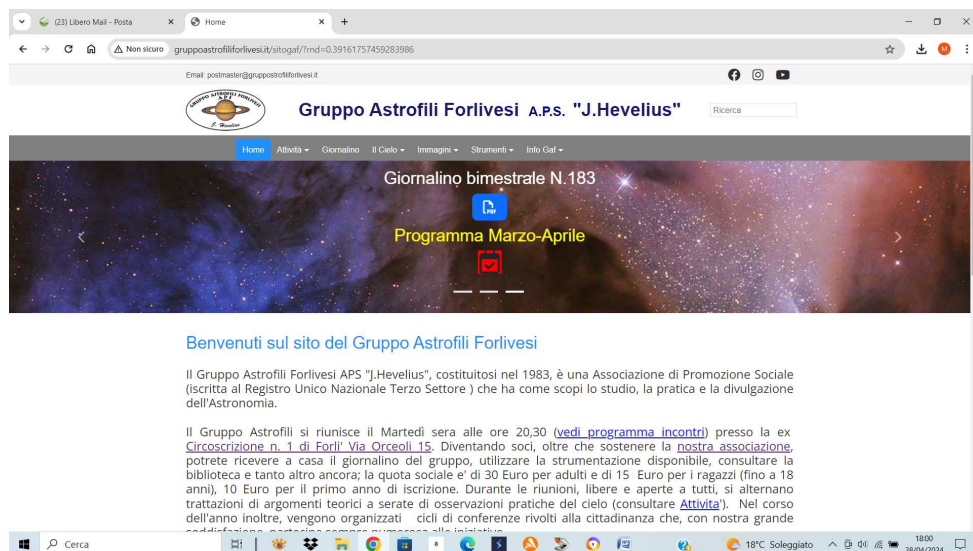 (23) Libero Mail - Posta
Home
Non sicuro
gruppoastrofiliforlivesi.it/sitogaf/?md=0.39161757459283986
Email: postmaster@gruppostrofiliforlivesi.it
GRUPPO ASTROFILI FORLIVESI
A P S
J. Hevelius
Gruppo Astrofili Forlivesi A.P.S. "J.Hevelius"
Ricerca
Home Attività Giornalino Il Cielo Immagini Strumenti Info Gaf
Giornalino bimestrale N.183
PDF
Programma Marzo-Aprile
Benvenuti sul sito del Gruppo Astrofili Forlivesi
Il Gruppo Astrofili Forlivesi APS "J.Hevelius", costituitosi nel 1983, è una Associazione di Promozione Sociale
(iscritta al Registro Unico Nazionale Terzo Settore ) che ha come scopi lo studio, la pratica e la divulgazione
dell'Astronomia.
Il Gruppo Astrofili si riunisce il Martedì sera alle ore 20,30 (vedi programma incontri) presso la ex
Circoscrizione n. 1 di Forli' Via Orceoli 15. Diventando soci, oltre che sostenere la nostra associazione,
potrete ricevere a casa il giornalino del gruppo, utilizzare la strumentazione disponibile, consultare la
biblioteca e tanto altro ancora; la quota sociale e' di 30 Euro per adulti e di 15 Euro per i ragazzi (fino a 18
anni), 10 Euro per il primo anno di iscrizione. Durante le riunioni, libere e aperte a tutti, si alternano
trattazioni di argomenti teorici a serate di osservazioni pratiche del cielo (consultare Attivita'). Nel corso
dell'anno inoltre, vengono organizzati cicli di conferenze rivolti alla cittadinanza che, con nostra grande
Cerca
18°C Soleggiato
18:00
28/04/2024